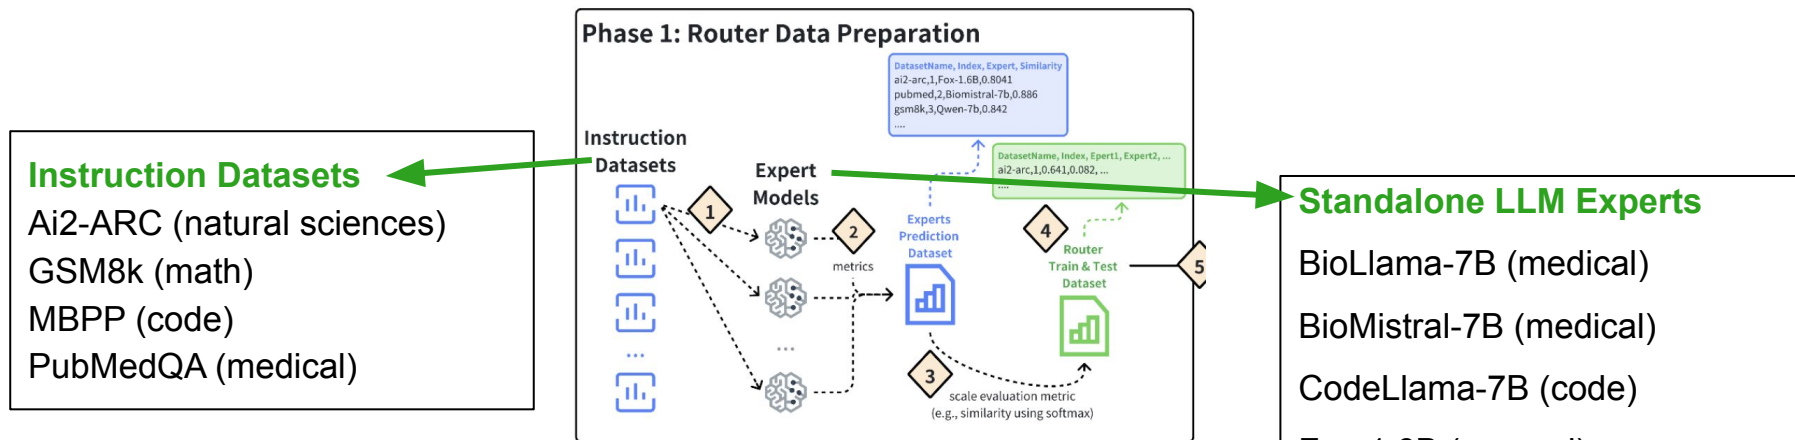 Phase 1: Router Data Preparation
DatasetName, Index, Expert, Similarity
ai2-arc,1,Fox-1.6B,0.8041
pubmed,2,Biomistral-7b,0.886
gsm8k,3,Qwen-7b,0.842
....
Instruction
Datasets
Expert
Models
DatasetName, Index, Epert1, Expert2, ...
ai2-arc,1,0.641,0.082, ...
....
1
2
metrics
Experts
Prediction
Dataset
4
Router
Train & Test
Dataset
5
...
...
3
scale evaluation metric
(e.g., similarity using softmax)
Instruction Datasets
Ai2-ARC (natural sciences)
GSM8k (math)
MBPP (code)
PubMedQA (medical)
Standalone LLM Experts
BioLlama-7B (medical)
BioMistral-7B (medical)
CodeLlama-7B (code)